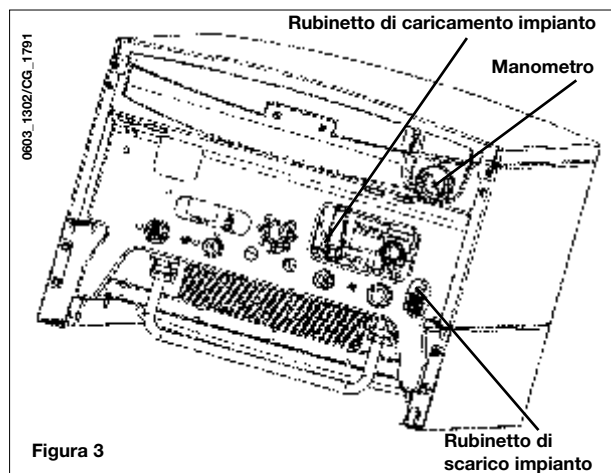 Rubinetto di caricamento impianto
Manometro
0603_1302/CG_1791
Figura 3
Rubinetto di
scarico impianto